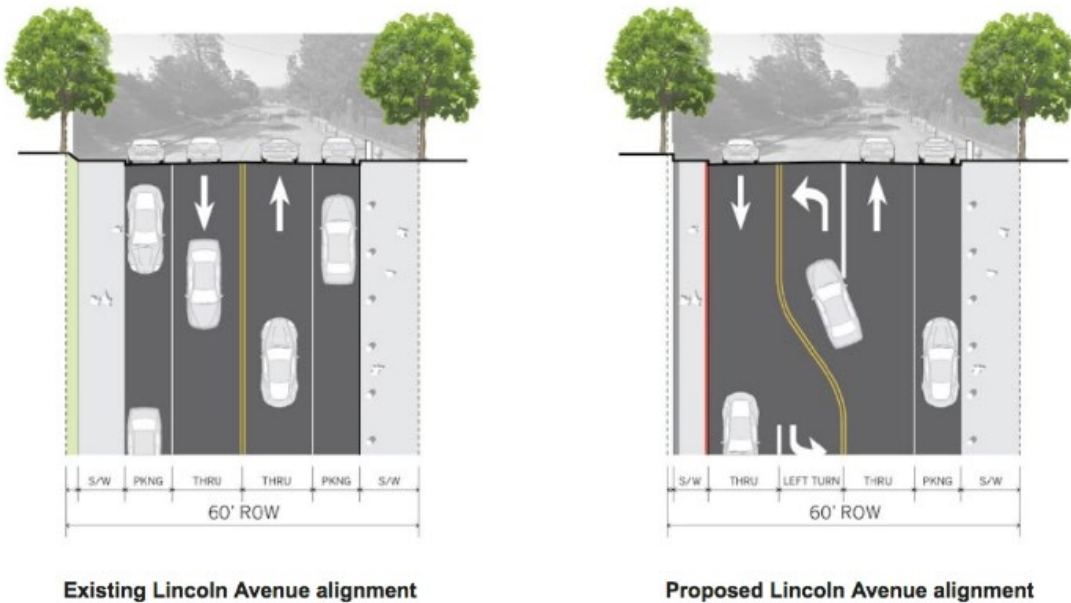 S/W PKNG THRU THRU PKNG S/W
60' ROW
Existing Lincoln Avenue alignment
S/W THRU LEFT TURN THRU PKNG S/W
60' ROW
Proposed Lincoln Avenue alignment